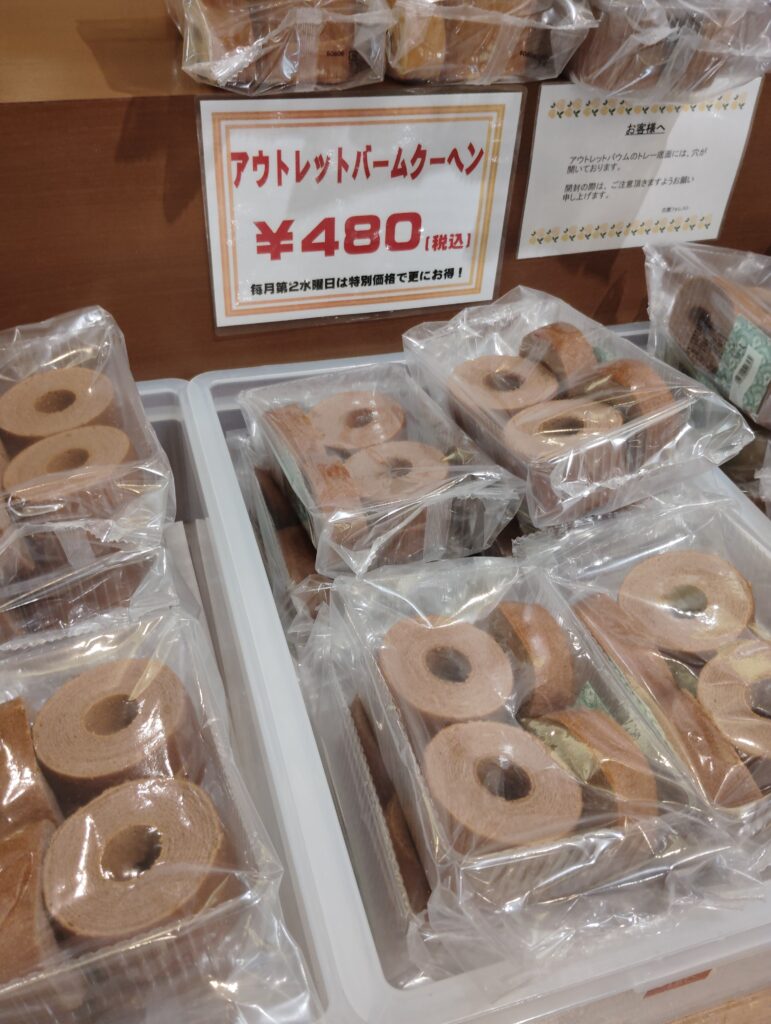 アウトレットバームクーヘン
¥480[税込]
毎月第2水曜日は特別価格で更にお得!
お客様へ
アウトレットバウムのトレー底面には、穴が
開いております。
開封の際は、ご注意頂きますようお願い
申し上げます。